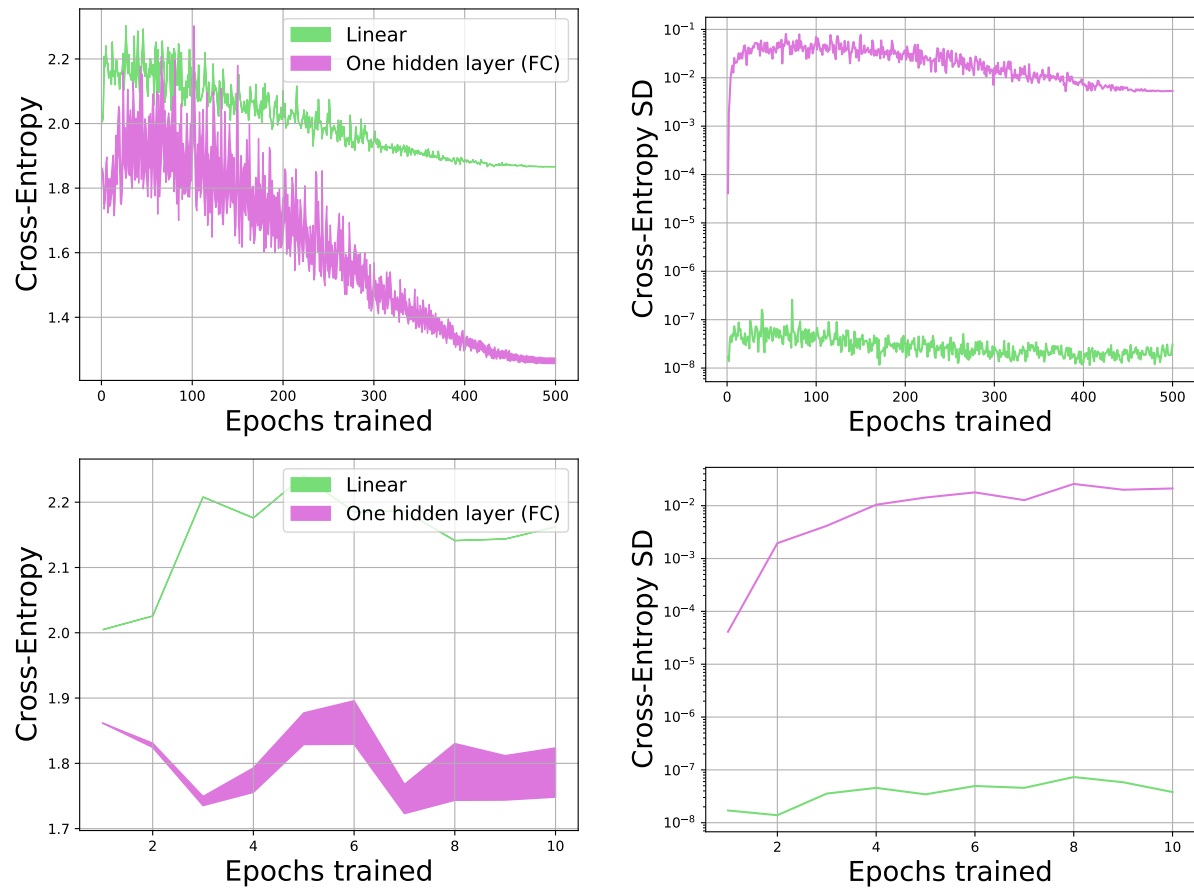 Cross-Entropy
2.2
2.0
1.8
1.6
1.4
Linear
One hidden layer (FC)
0 100 200 300 400 500
Epochs trained
Cross-Entropy SD
10⁻¹
10⁻²
10⁻³
10⁻⁴
10⁻⁵
10⁻⁶
10⁻⁷
10⁻⁸
0 100 200 300 400 500
Epochs trained
Cross-Entropy
2.2
2.1
2.0
1.9
1.8
1.7
Linear
One hidden layer (FC)
2 4 6 8 10
Epochs trained
Cross-Entropy SD
10⁻²
10⁻³
10⁻⁴
10⁻⁵
10⁻⁶
10⁻⁷
10⁻⁸
2 4 6 8 10
Epochs trained